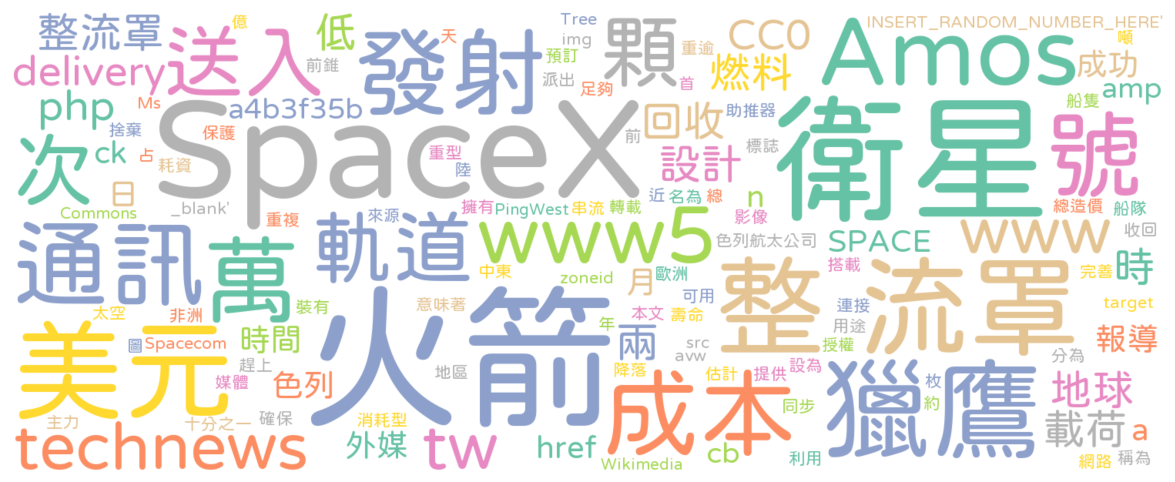 整流罩
delivery
送入
前錐
低
億
發射
天
Tree
img
預訂
派出
足夠
顆
重逾
首
CC0
燃料
Amos
INSERT_RANDOM_NUMBER_HERE'
噸
成功
amp
php
Ms
a4b3f35b
捨棄
保護
占
耗資
次
ck
SpaceX
重型
陸
前
回收
助推器
標誌
設計
衛星
船隻
號
日
_blank'
Commons
重複
來源
擁有
PingWest
串流
轉載
近
名為
總
n
影像
總造價
船隊
收回
通訊
萬
軌道
www5
色列航太公司
SPACE
www
時
中東
zoneid
月
歐洲
搭載
完善
太空
非洲
裝有
意味著
年
本文
壽命
可用
整流罩
連接
用途
授權
target
報導
美元
圖
Spacecom
時間
趕上
媒體
色列
火箭
地區
兩
src
avw
降落
估計
提供
設為
獵鷹
枚
約
分為
地球
主力
十分之一
確保
消耗型
成本
同步
載荷
a
technews
外媒
tw
href
Wikimedia
cb
利用
網路
稱為